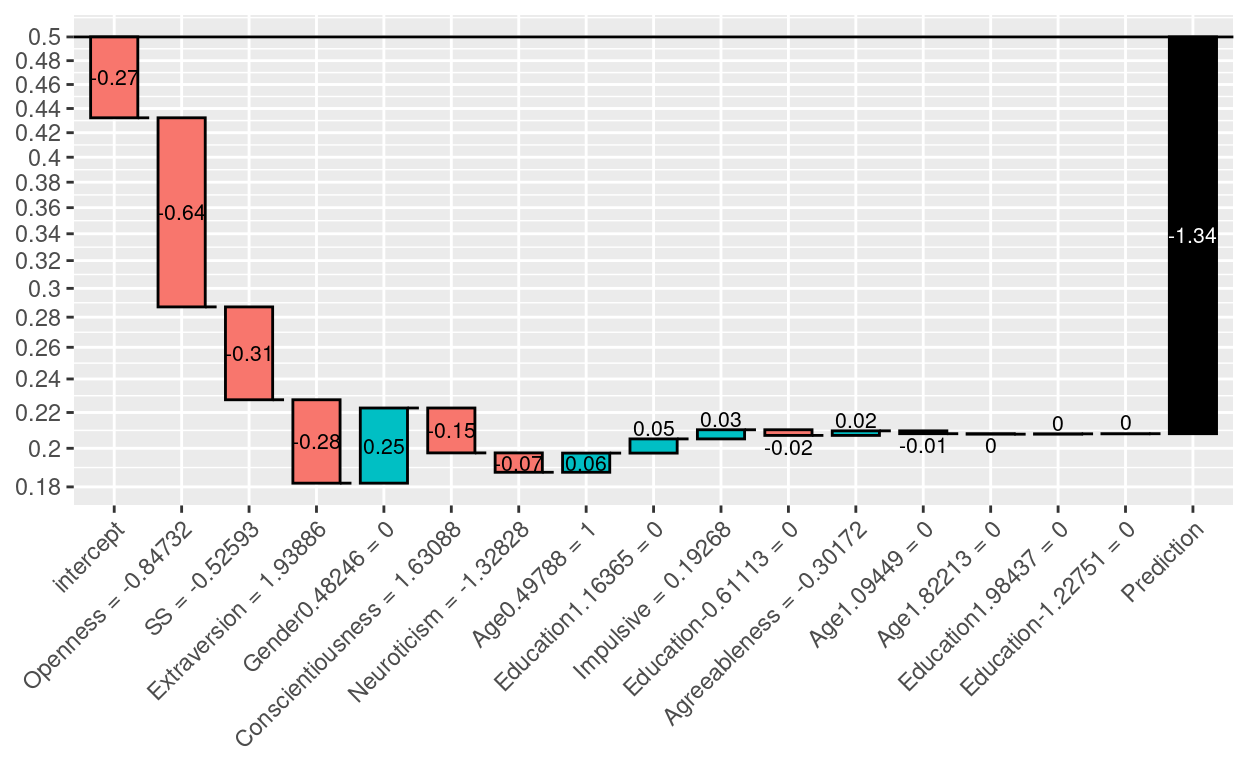 0.5
0.48
0.46
0.44
0.42
0.4
0.38
0.36
0.34
0.32
0.3
0.28
0.26
0.24
0.22
0.2
0.18
-0.27
-0.64
-0.31
-0.28
0.25
-0.15
-0.07
0.06
0.05
0.03
-0.02
0.02
-0.01
0
0
0
-1.34
intercept
Openness = -0.84732
SS = -0.52593
Extraversion = 1.93886
Gender0.48246 = 0
Conscientiousness = 1.63088
Neuroticism = -1.32828
Age0.49788 = 1
Education1.16365 = 0
Impulsive = 0.19268
Education-0.61113 = 0
Agreeableness = -0.30172
Age1.09449 = 0
Age1.82213 = 0
Education1.98437 = 0
Education-1.22751 = 0
Prediction